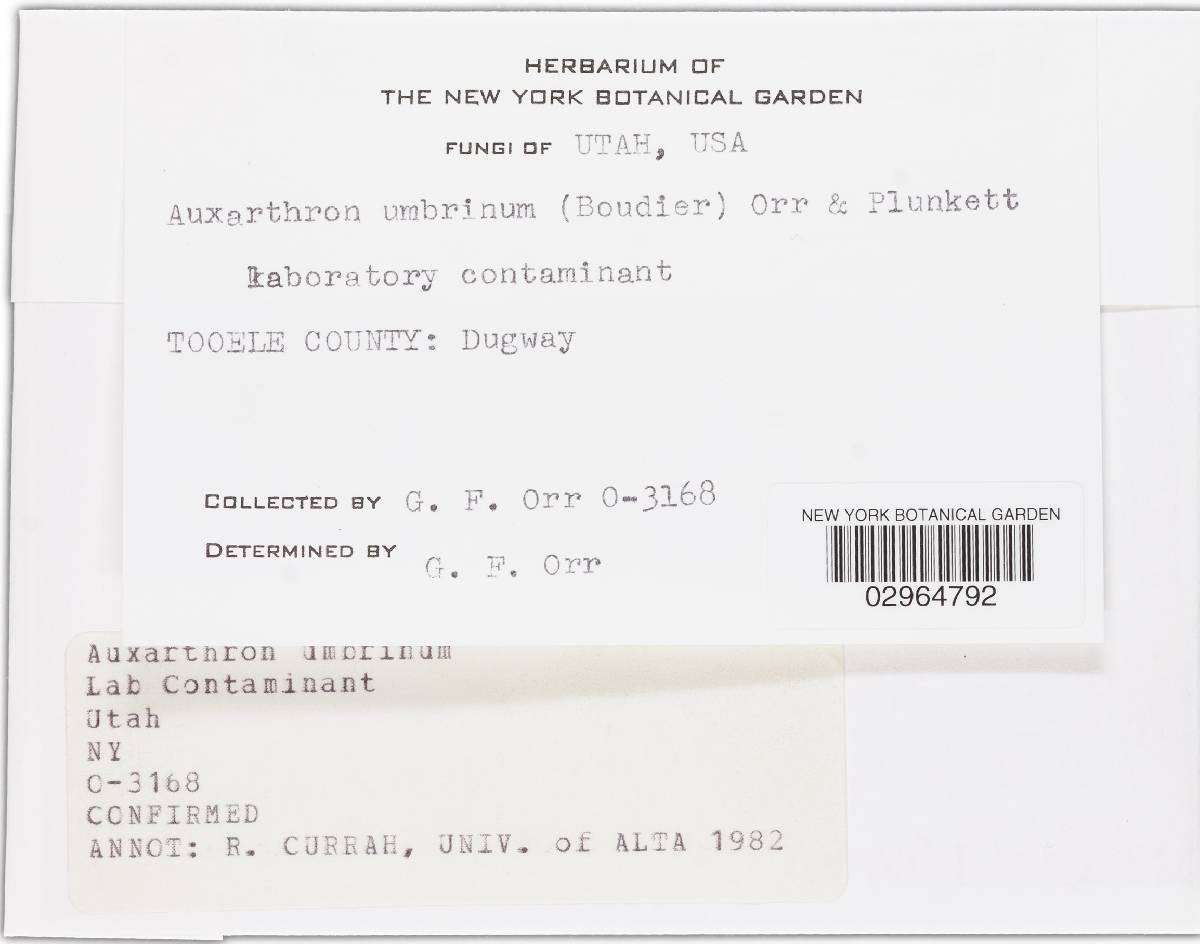 HERBARIUM OF
THE NEW YORK BOTANICAL GARDEN
FUNGI OF UTAH, USA
Auxarthron umbrinum (Boudier) Orr & Plunkett
Laboratory contaminant
TOOELE COUNTY: Dugway
COLLECTED BY G. F. Orr O-3168
DETERMINED BY G. F. Orr
NEW YORK BOTANICAL GARDEN
02964792
Auxarthron umbrinum
Lab Contaminant
Utah
NY
O-3168
CONFIRMED
ANNOT: R. CURRAH, UNIV. of ALTA 1982